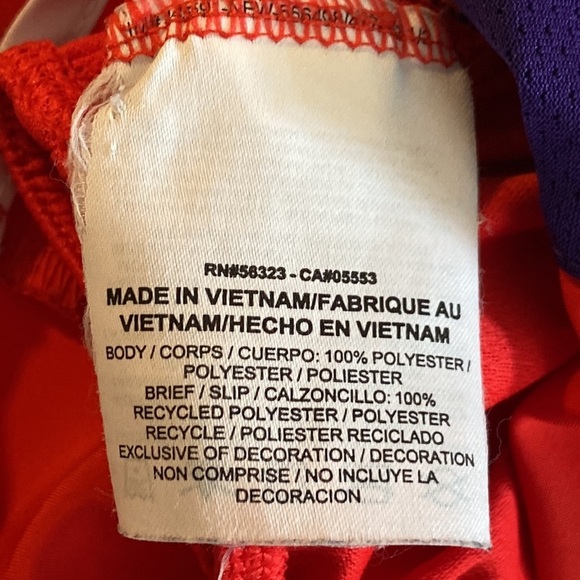 RN#56323 - CA#05553
MADE IN VIETNAM/FABRIQUE AU
VIETNAM/HECHO EN VIETNAM
BODY / CORPS / CUERPO: 100% POLYESTER /
POLYESTER / POLIESTER
BRIEF / SLIP / CALZONCILLO: 100%
RECYCLED POLYESTER / POLYESTER
RECYCLE / POLIESTER RECICLADO
EXCLUSIVE OF DECORATION / DECORATION
NON COMPRISE / NO INCLUYE LA
DECORACION